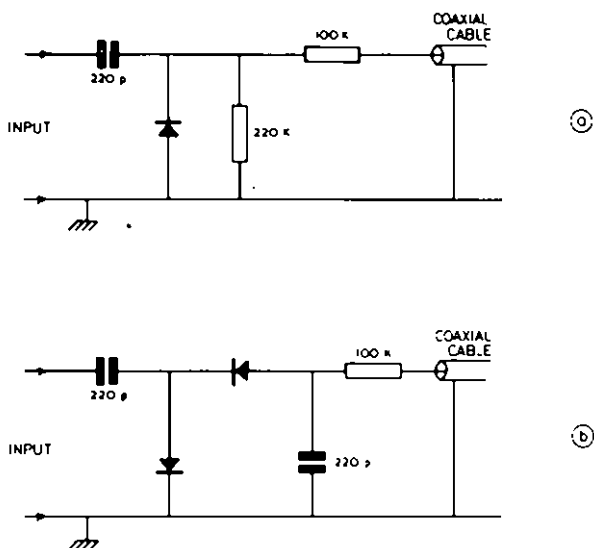 COAXIAL
CABLE
100 K
220 p
INPUT
220 K
a
COAXIAL
CABLE
100 K
220 p
INPUT
220 p
b